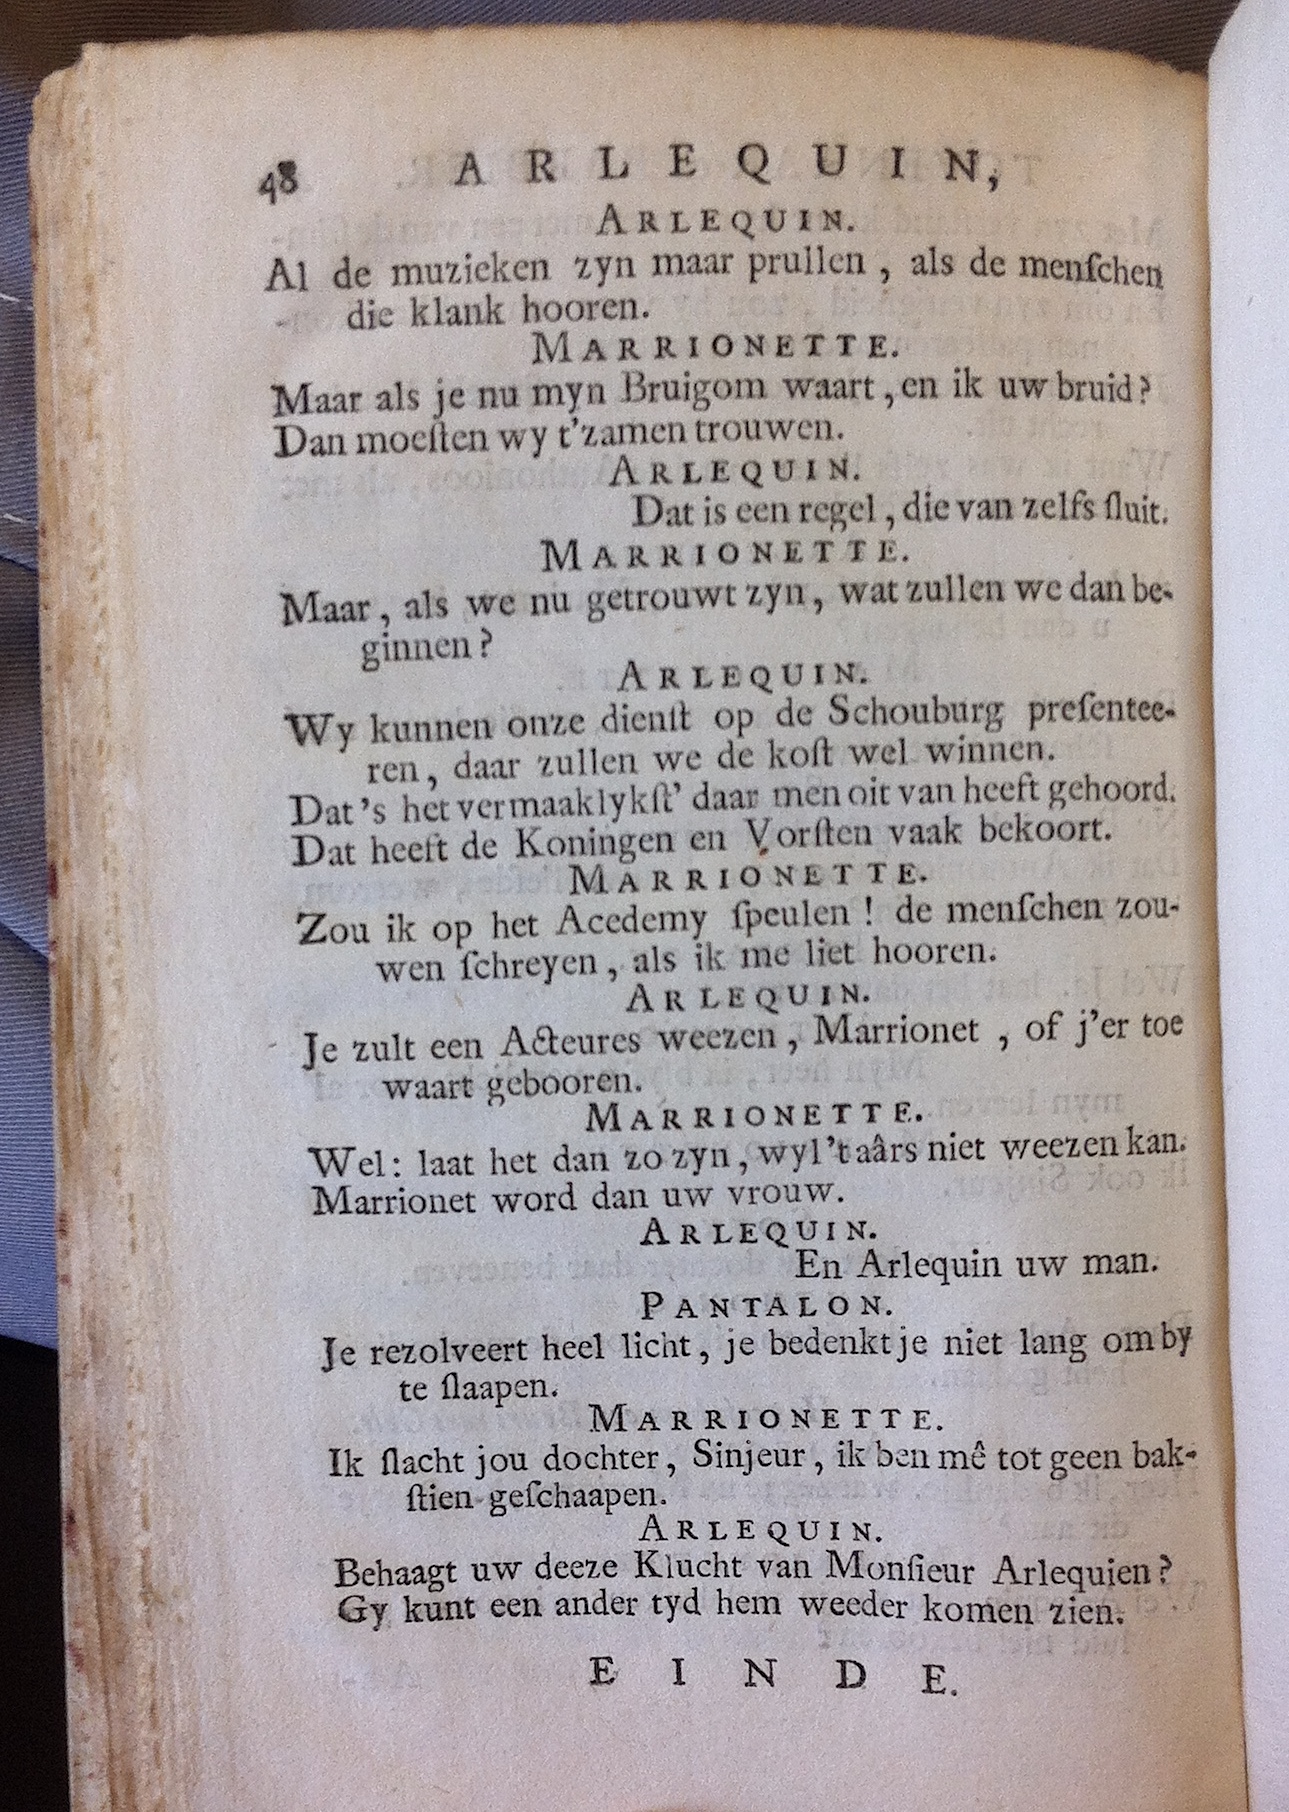 48 ARLEQUIN,
ARLEQUIN.
Al de muzieken zyn maar prullen, als de menſchen
die klank hooren.
MARRIONETTE.
Maar als je nu myn Bruigom waart, en ik uw bruid?
Dan moeſten wy t'zamen trouwen.
ARLEQUIN.
Dat is een regel, die van zelfs ſluit.
MARRIONETTE.
Maar, als we nu getrouwt zyn, wat zullen we dan be-
ginnen?
ARLEQUIN.
Wy kunnen onze dienſt op de Schouburg preſentee-
ren, daar zullen we de koſt wel winnen.
Dat's het vermaaklykſt' daar men oit van heeft gehoord.
Dat heeft de Koningen en Vorſten vaak bekoort.
MARRIONETTE.
Zou ik op het Acedemy ſpeulen! de menſchen zou-
wen ſchreyen, als ik me liet hooren.
ARLEQUIN.
Je zult een Acteures weezen, Marrionet, of j'er toe
waart gebooren.
MARRIONETTE.
Wel: laat het dan zo zyn, wyl 't aârs niet weezen kan.
Marrionet word dan uw vrouw.
ARLEQUIN.
En Arlequin uw man.
PANTALON.
Je rezolveert heel licht, je bedenkt je niet lang om by
te ſlaapen.
MARRIONETTE.
Ik ſlacht jou dochter, Sinjeur, ik ben mê tot geen bak-
ſtien geſchaapen.
ARLEQUIN.
Behaagt uw deeze Klucht van Monſieur Arlequien?
Gy kunt een ander tyd hem weeder komen zien.
EINDE.